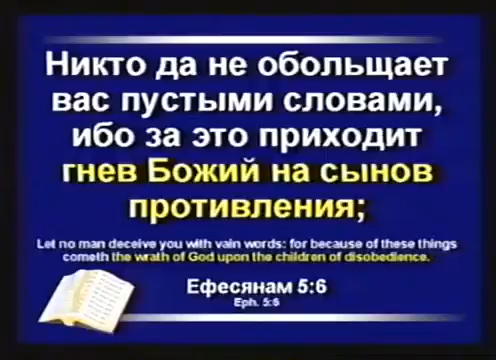 Никто да не обольщает
вас пустыми словами,
ибо за это приходит
гнев Божий на сынов
противления;
Let no man deceive you with vain words: for because of these things
cometh the wrath of God upon the children of disobedience.
Ефесянам 5:6
Eph. 5:6